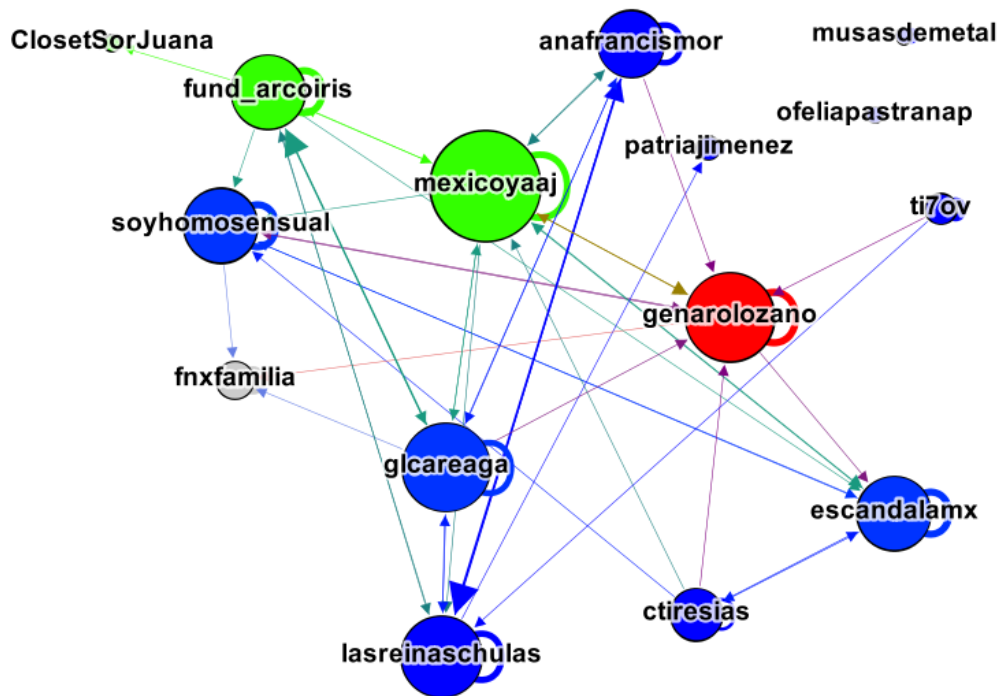 anafrancismor
musasdemetal
ClosetSorJuana
fund_arcoiris
ofeliapastranap
patriajimenez
mexicoyaaj
ti7ov
soyhomosensual
genarolozano
fnxfamilia
glcareaga
escandalamx
ctiresias
lasreinaschulas